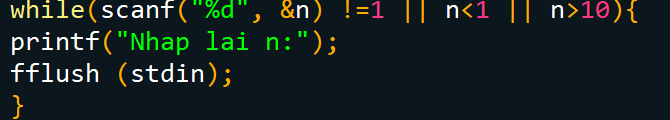 while(scanf("%d", &n) !=1 || n<1 || n>10){
printf("Nhap lai n:");
fflush (stdin);
}